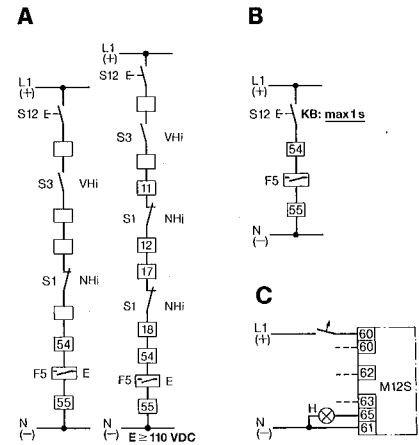 A
L1
(+)
S12 E
S3 VHi
S1 NHi
54
F5 E
55
N
(−)
L1
(+)
S12 E
S3 VHi
11
S1 NHi
12
17
S1 NHi
18
54
F5 E
55
N
(−)
E ≥ 110 VDC
B
L1
(+)
S12 E KB: max 1 s
54
F5
55
N
(−)
C
L1
(+)
60
60
62
M12S
63
H 65
N
(−)
61